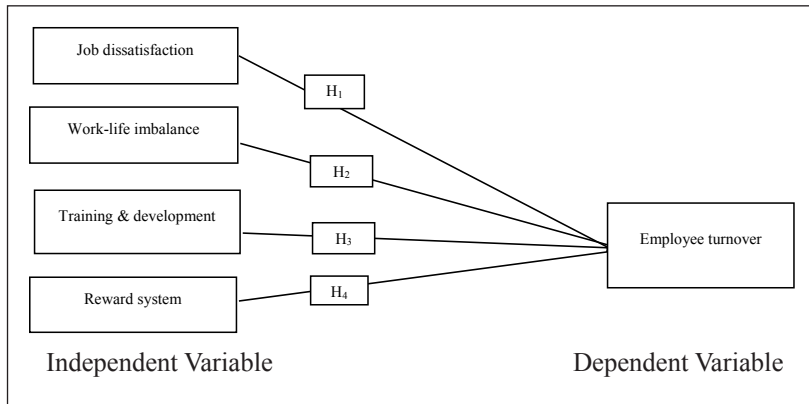 Job dissatisfaction
H₁
Work-life imbalance
H₂
Training & development
H₃
Employee turnover
Reward system
H₄
Independent Variable
Dependent Variable